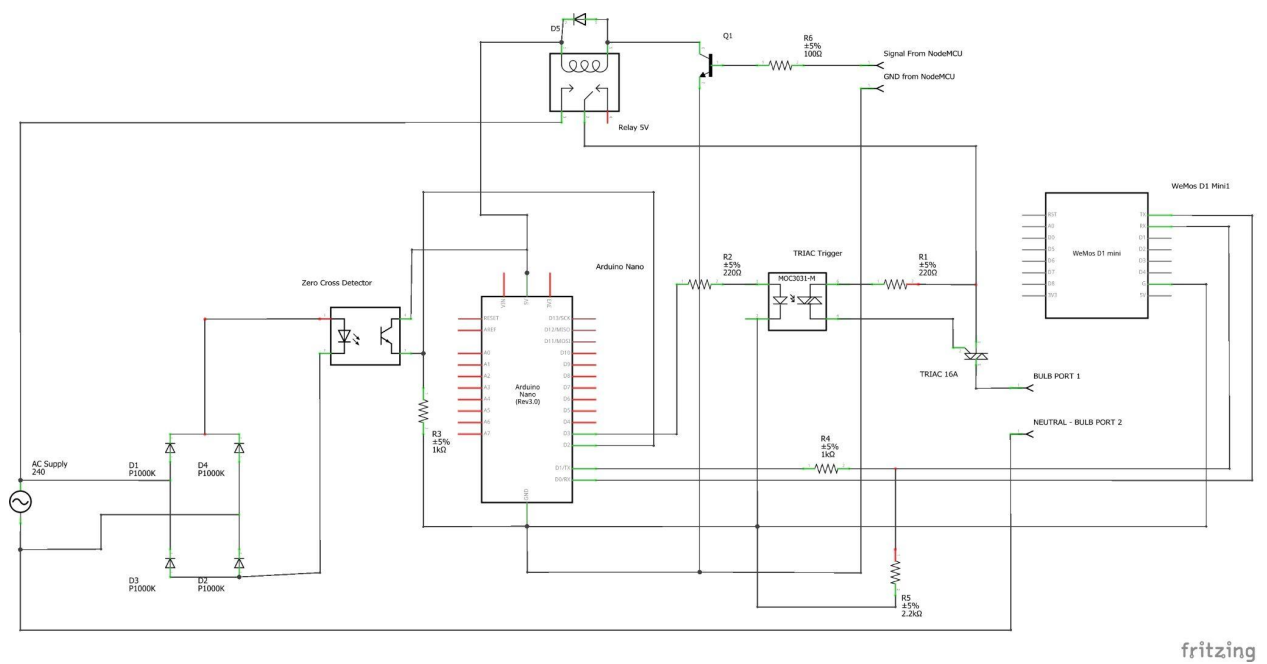 D5
Q1
R6
±5%
100Ω
Signal From NodeMCU
GND from NodeMCU
Relay 5V
WeMos D1 Mini1
RST
A0
D0
D5
D6
D7
D8
3V3
TX
RX
D1
D2
D3
D4
G
5V
WeMos D1 mini
Zero Cross Detector
Arduino Nano
R2
±5%
220Ω
TRIAC Trigger
MOC3031-M
R1
±5%
220Ω
VIN
5V
3V3
RESET
AREF
A0
A1
A2
A3
A4
A5
A6
A7
D13/SCK
D12/MISO
D11/MOSI
D10
D9
D8
D7
D6
D5
D4
D3
D2
D1/TX
D0/RX
GND
Arduino
Nano
(Rev3.0)
TRIAC 16A
BULB PORT 1
NEUTRAL - BULB PORT 2
R3
±5%
1kΩ
R4
±5%
1kΩ
AC Supply
240
D1
P1000K
D4
P1000K
D3
P1000K
D2
P1000K
R5
±5%
2.2kΩ
fritzing